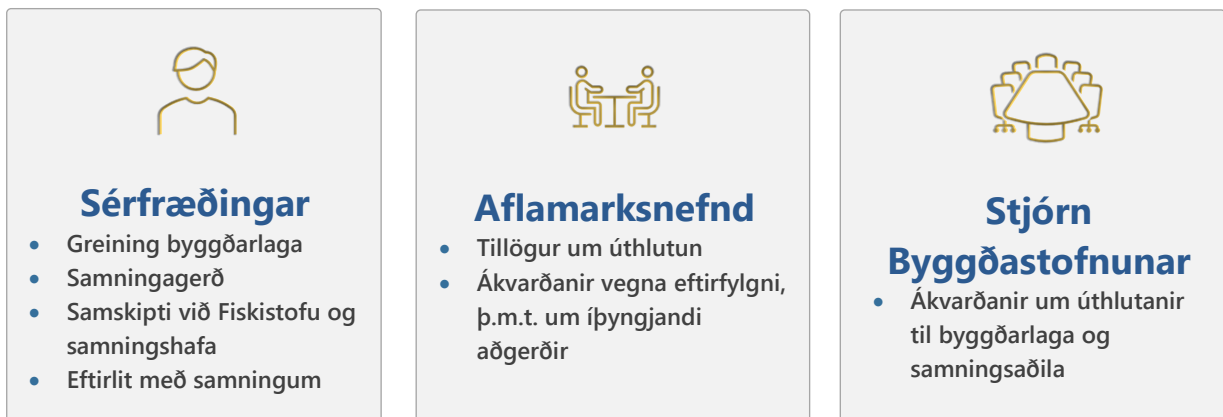 Sérfræðingar
• Greining byggðarlaga
• Samningagerð
• Samskipti við Fiskistofu og
samningshafa
• Eftirlit með samningum
Aflamarksnefnd
• Tillögur um úthlutun
• Ákvarðanir vegna eftirfylgni,
þ.m.t. um íþyngjandi
aðgerðir
Stjórn
Byggðastofnunar
• Ákvarðanir um úthlutanir
til byggðarlaga og
samningsaðila